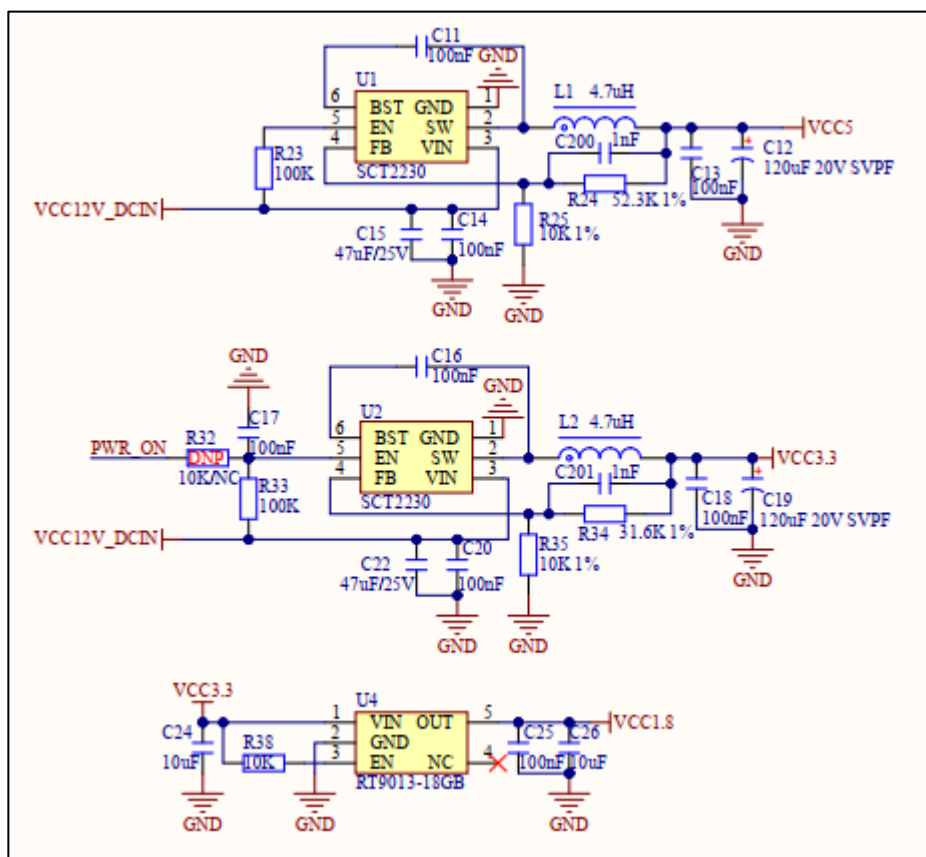 C11
100nF
GND
U1
L1 4.7uH
6 BST GND 1
5 EN SW 2
4 FB VIN 3
SCT2230
R23
100K
C200 1nF
R24 52.3K 1%
VCC5
C13
100nF
C12
120uF 20V SVPF
GND
VCC12V_DCIN
C15
47uF/25V
C14
100nF
R25
10K 1%
GND
GND
GND
C16
100nF
GND
U2
L2 4.7uH
C17
100nF
PWR_ON
R32
DNP
10K/NC
6 BST GND 1
5 EN SW 2
4 FB VIN 3
SCT2230
R33
100K
C201 1nF
R34 31.6K 1%
VCC3.3
C18
100nF
C19
120uF 20V SVPF
GND
VCC12V_DCIN
C22
47uF/25V
C20
100nF
R35
10K 1%
GND
GND
VCC3.3
U4
1 VIN OUT 5
2 GND
3 EN NC 4
RT9013-18GB
C24
10uF
R38
10K
C25
100nF
C26
10uF
VCC1.8
GND
GND
GND